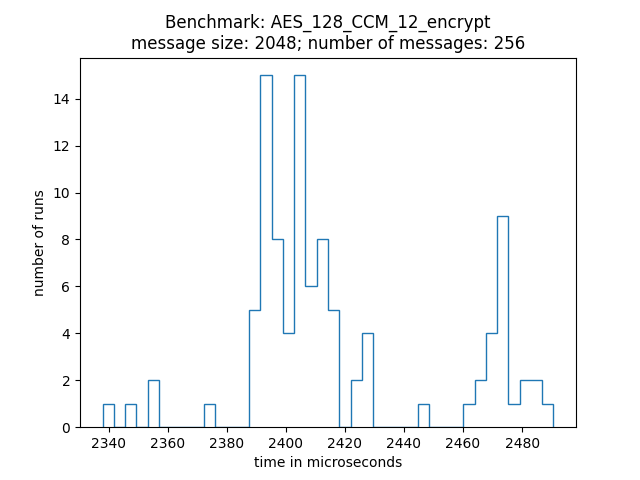 Benchmark: AES_128_CCM_12_encrypt
message size: 2048; number of messages: 256
number of runs
14
12
10
8
6
4
2
0
2340 2360 2380 2400 2420 2440 2460 2480
time in microseconds